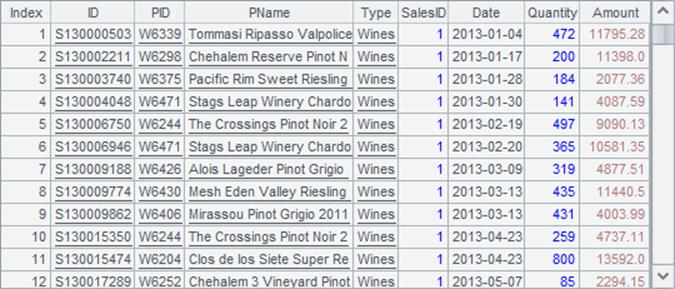 Index ID PID PName Type SalesID Date Quantity Amount
1 S130000503 W6339 Tommasi Ripasso Valpolice Wines 1 2013-01-04 472 11795.28
2 S130002211 W6298 Chehalem Reserve Pinot N Wines 1 2013-01-17 200 11398.0
3 S130003740 W6375 Pacific Rim Sweet Riesling Wines 1 2013-01-28 184 2077.36
4 S130004048 W6471 Stags Leap Winery Chardo Wines 1 2013-01-30 141 4087.59
5 S130006750 W6244 The Crossings Pinot Noir 2 Wines 1 2013-02-19 497 9090.13
6 S130006946 W6471 Stags Leap Winery Chardo Wines 1 2013-02-20 365 10581.35
7 S130009188 W6426 Alois Lageder Pinot Grigio Wines 1 2013-03-09 319 4877.51
8 S130009774 W6430 Mesh Eden Valley Riesling Wines 1 2013-03-13 435 11440.5
9 S130009862 W6406 Mirassou Pinot Grigio 2011 Wines 1 2013-03-13 431 4003.99
10 S130015350 W6244 The Crossings Pinot Noir 2 Wines 1 2013-04-23 259 4737.11
11 S130015474 W6204 Clos de los Siete Super Re Wines 1 2013-04-23 800 13592.0
12 S130017289 W6252 Chehalem 3 Vineyard Pinot Wines 1 2013-05-07 85 2294.15